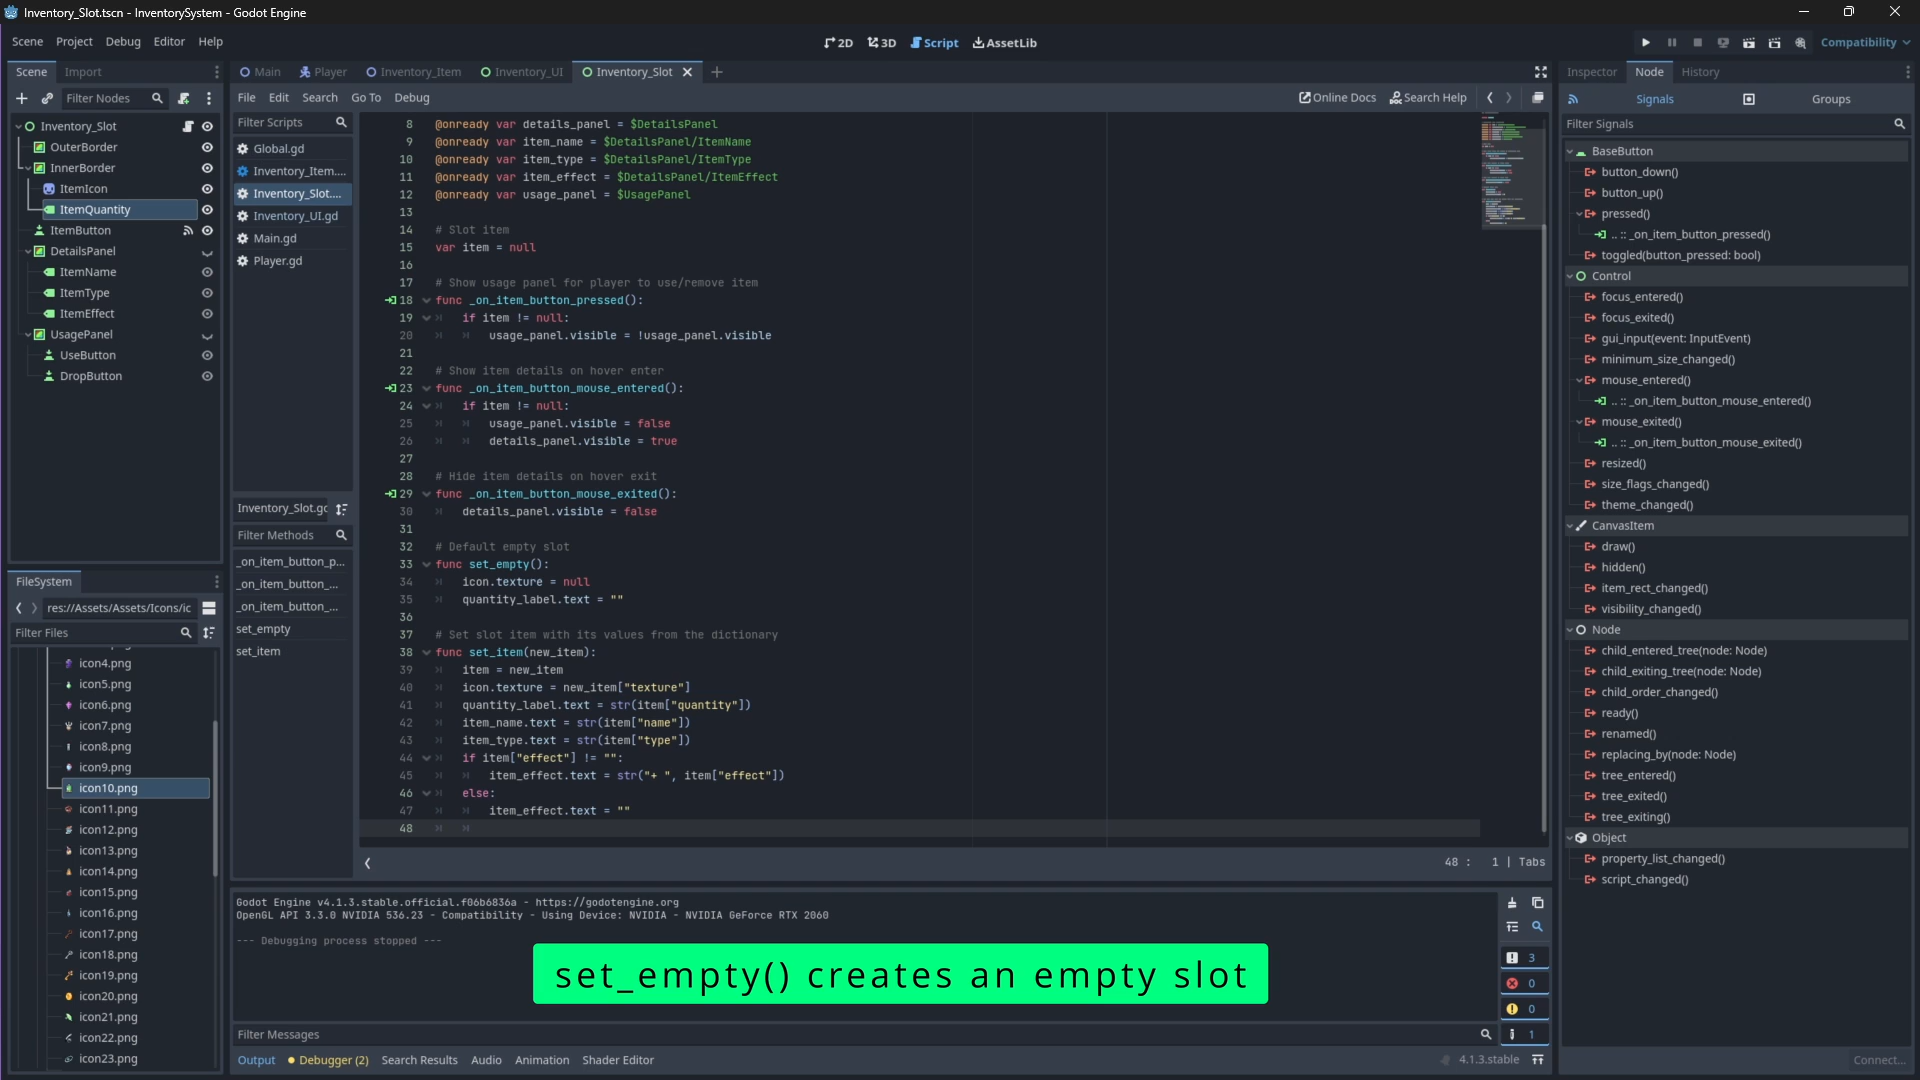 Inventory_Slot.tscn - InventorySystem - Godot Engine
Scene Project Debug Editor Help
2D 3D Script AssetLib
Compatibility
Scene Import
Filter Nodes
Inventory_Slot
OuterBorder
InnerBorder
ItemIcon
ItemQuantity
ItemButton
DetailsPanel
ItemName
ItemType
ItemEffect
UsagePanel
UseButton
DropButton
FileSystem
res://Assets/Assets/Icons/ic
Filter Files
icon4.png
icon5.png
icon6.png
icon7.png
icon8.png
icon9.png
icon10.png
icon11.png
icon12.png
icon13.png
icon14.png
icon15.png
icon16.png
icon17.png
icon18.png
icon19.png
icon20.png
icon21.png
icon22.png
icon23.png
Main Player Inventory_Item Inventory_UI Inventory_Slot
File Edit Search Go To Debug
Online Docs Search Help
Filter Scripts
Global.gd
Inventory_Item....
Inventory_Slot....
Inventory_UI.gd
Main.gd
Player.gd
Inventory_Slot.gd
Filter Methods
_on_item_button_p...
_on_item_button_...
_on_item_button_...
set_empty
set_item
8 @onready var details_panel = $DetailsPanel
9 @onready var item_name = $DetailsPanel/ItemName
10 @onready var item_type = $DetailsPanel/ItemType
11 @onready var item_effect = $DetailsPanel/ItemEffect
12 @onready var usage_panel = $UsagePanel
13
14 # Slot item
15 var item = null
16
17 # Show usage panel for player to use/remove item
18 func _on_item_button_pressed():
19 if item != null:
20 usage_panel.visible = !usage_panel.visible
21
22 # Show item details on hover enter
23 func _on_item_button_mouse_entered():
24 if item != null:
25 usage_panel.visible = false
26 details_panel.visible = true
27
28 # Hide item details on hover exit
29 func _on_item_button_mouse_exited():
30 details_panel.visible = false
31
32 # Default empty slot
33 func set_empty():
34 icon.texture = null
35 quantity_label.text = ""
36
37 # Set slot item with its values from the dictionary
38 func set_item(new_item):
39 item = new_item
40 icon.texture = new_item["texture"]
41 quantity_label.text = str(item["quantity"])
42 item_name.text = str(item["name"])
43 item_type.text = str(item["type"])
44 if item["effect"] != "":
45 item_effect.text = str("+ ", item["effect"])
46 else:
47 item_effect.text = ""
48
48 : 1 | Tabs
Godot Engine v4.1.3.stable.official.f06b6836a - https://godotengine.org
OpenGL API 3.3.0 NVIDIA 536.23 - Compatibility - Using Device: NVIDIA - NVIDIA GeForce RTX 2060
--- Debugging process stopped ---
set_empty() creates an empty slot
3
0
0
1
Filter Messages
Output Debugger (2) Search Results Audio Animation Shader Editor
4.1.3.stable
Inspector Node History
Signals Groups
Filter Signals
BaseButton
button_down()
button_up()
pressed()
.. :: _on_item_button_pressed()
toggled(button_pressed: bool)
Control
focus_entered()
focus_exited()
gui_input(event: InputEvent)
minimum_size_changed()
mouse_entered()
.. :: _on_item_button_mouse_entered()
mouse_exited()
.. :: _on_item_button_mouse_exited()
resized()
size_flags_changed()
theme_changed()
CanvasItem
draw()
hidden()
item_rect_changed()
visibility_changed()
Node
child_entered_tree(node: Node)
child_exiting_tree(node: Node)
child_order_changed()
ready()
renamed()
replacing_by(node: Node)
tree_entered()
tree_exited()
tree_exiting()
Object
property_list_changed()
script_changed()
Connect...